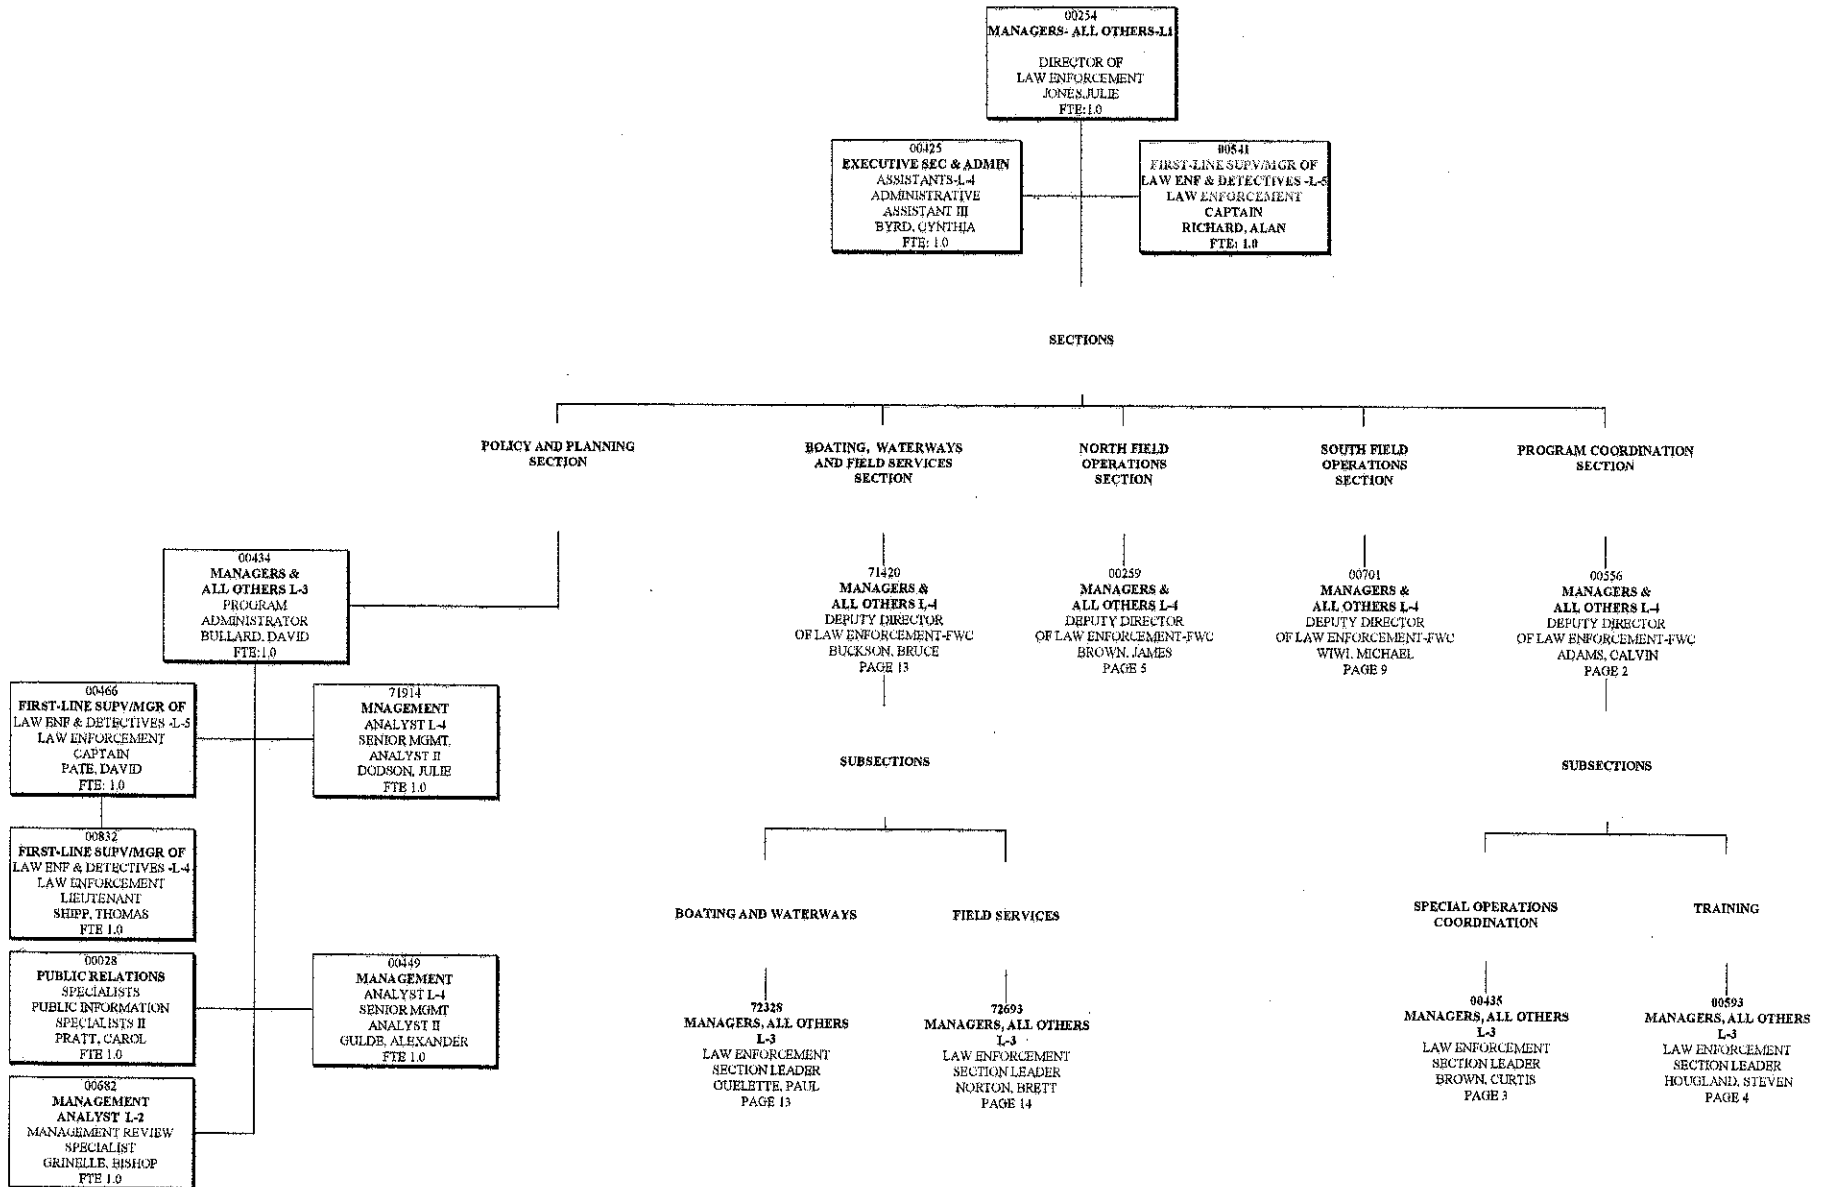 00254
MANAGERS- ALL OTHERS-L1
DIRECTOR OF
LAW ENFORCEMENT
JONES, JULIE
FTE:1.0
00425
EXECUTIVE SEC & ADMIN
ASSISTANTS-L-4
ADMINISTRATIVE
ASSISTANT III
BYRD, CYNTHIA
FTE: 1.0
00541
FIRST-LINE SUPV/MGR OF
LAW ENF & DETECTIVES -L-5
LAW ENFORCEMENT
CAPTAIN
RICHARD, ALAN
FTE: 1.0
SECTIONS
POLICY AND PLANNING
SECTION
BOATING, WATERWAYS
AND FIELD SERVICES
SECTION
NORTH FIELD
OPERATIONS
SECTION
SOUTH FIELD
OPERATIONS
SECTION
PROGRAM COORDINATION
SECTION
00434
MANAGERS &
ALL OTHERS L-3
PROGRAM
ADMINISTRATOR
BULLARD, DAVID
FTE:1.0
71420
MANAGERS &
ALL OTHERS L-4
DEPUTY DIRECTOR
OF LAW ENFORCEMENT-FWC
BUCKSON, BRUCE
PAGE 13
00259
MANAGERS &
ALL OTHERS L-4
DEPUTY DIRECTOR
OF LAW ENFORCEMENT-FWC
BROWN, JAMES
PAGE 5
00701
MANAGERS &
ALL OTHERS L-4
DEPUTY DIRECTOR
OF LAW ENFORCEMENT-FWC
WIWI, MICHAEL
PAGE 9
00556
MANAGERS &
ALL OTHERS L-4
DEPUTY DIRECTOR
OF LAW ENFORCEMENT-FWC
ADAMS, CALVIN
PAGE 2
00466
FIRST-LINE SUPV/MGR OF
LAW ENF & DETECTIVES -L-5
LAW ENFORCEMENT
CAPTAIN
PATE, DAVID
FTE: 1.0
71914
MNAGEMENT
ANALYST L-4
SENIOR MGMT.
ANALYST II
DODSON, JULIE
FTE 1.0
SUBSECTIONS
SUBSECTIONS
00832
FIRST-LINE SUPV/MGR OF
LAW ENF & DETECTIVES -L-4
LAW ENFORCEMENT
LIEUTENANT
SHIPP, THOMAS
FTE 1.0
BOATING AND WATERWAYS
FIELD SERVICES
SPECIAL OPERATIONS
COORDINATION
TRAINING
00028
PUBLIC RELATIONS
SPECIALISTS
PUBLIC INFORMATION
SPECIALISTS II
PRATT, CAROL
FTE 1.0
00449
MANAGEMENT
ANALYST L-4
SENIOR MGMT
ANALYST II
GULDE, ALEXANDER
FTE 1.0
72328
MANAGERS, ALL OTHERS
L-3
LAW ENFORCEMENT
SECTION LEADER
OUELETTE, PAUL
PAGE 13
72693
MANAGERS, ALL OTHERS
L-3
LAW ENFORCEMENT
SECTION LEADER
NORTON, BRETT
PAGE 14
00435
MANAGERS, ALL OTHERS
L-3
LAW ENFORCEMENT
SECTION LEADER
BROWN, CURTIS
PAGE 3
00593
MANAGERS, ALL OTHERS
L-3
LAW ENFORCEMENT
SECTION LEADER
HOUGLAND, STEVEN
PAGE 4
00682
MANAGEMENT
ANALYST L-2
MANAGEMENT REVIEW
SPECIALIST
GRINELLE, BISHOP
FTE 1.0